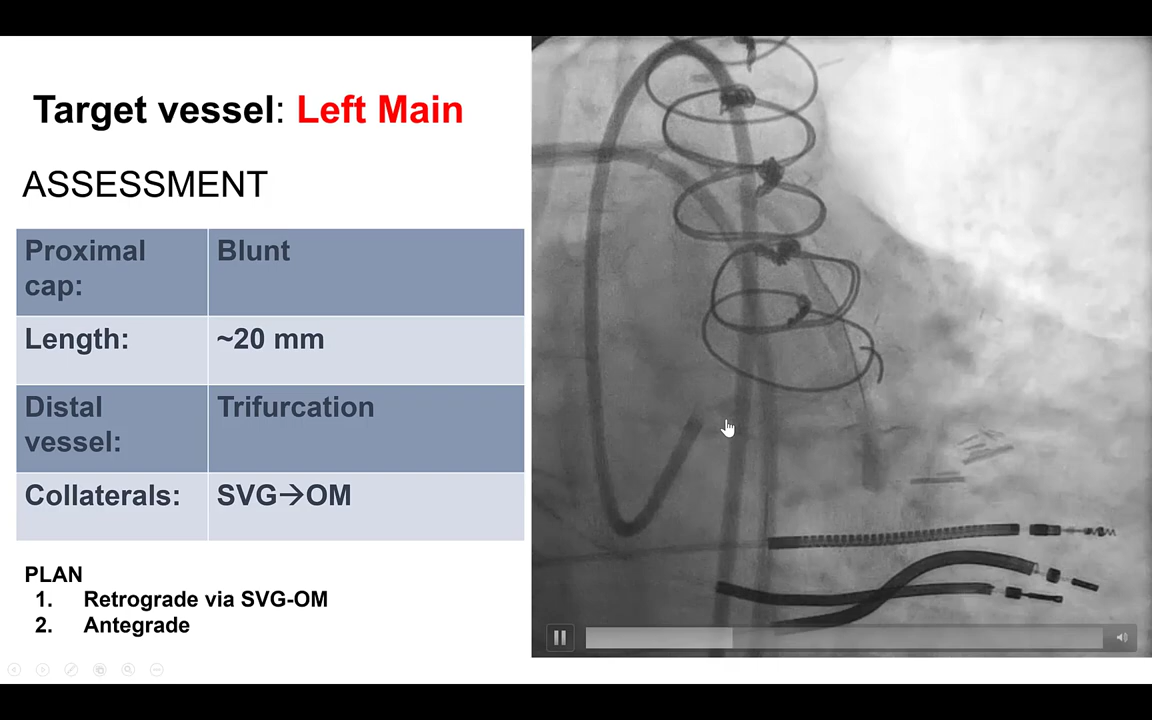 Target vessel: Left Main
ASSESSMENT
Proximal cap: Blunt
Length: ~20 mm
Distal vessel: Trifurcation
Collaterals: SVG→OM
PLAN
1. Retrograde via SVG-OM
2. Antegrade